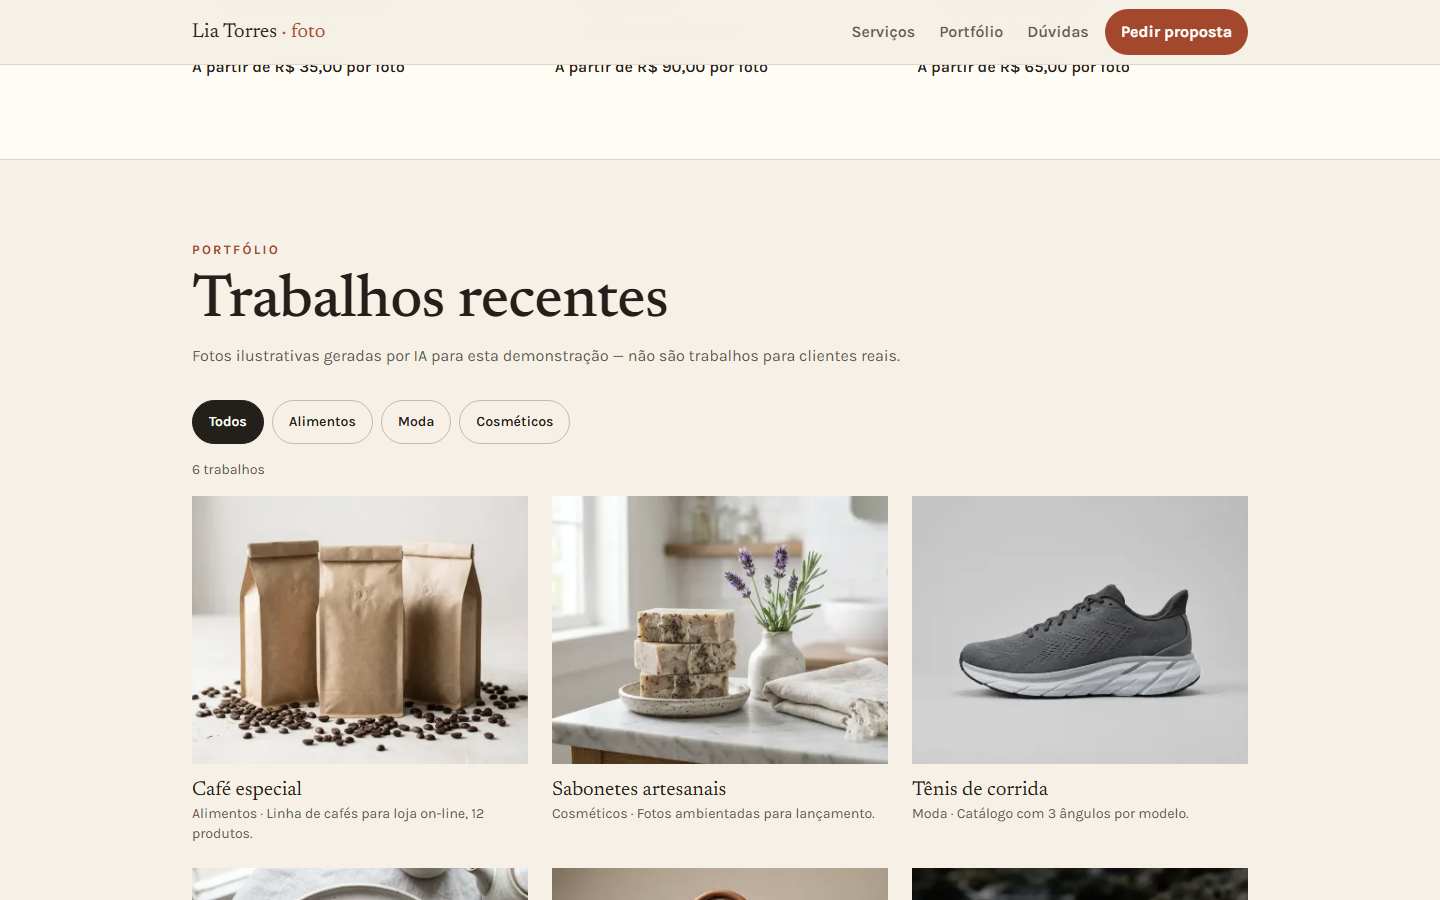 Lia Torres · foto
Serviços
Portfólio
Dúvidas
Pedir proposta
A partir de R$ 35,00 por foto
A partir de R$ 90,00 por foto
A partir de R$ 65,00 por foto
PORTFÓLIO
Trabalhos recentes
Fotos ilustrativas geradas por IA para esta demonstração — não são trabalhos para clientes reais.
Todos
Alimentos
Moda
Cosméticos
6 trabalhos
Café especial
Alimentos · Linha de cafés para loja on-line, 12
produtos.
Sabonetes artesanais
Cosméticos · Fotos ambientadas para lançamento.
Tênis de corrida
Moda · Catálogo com 3 ângulos por modelo.